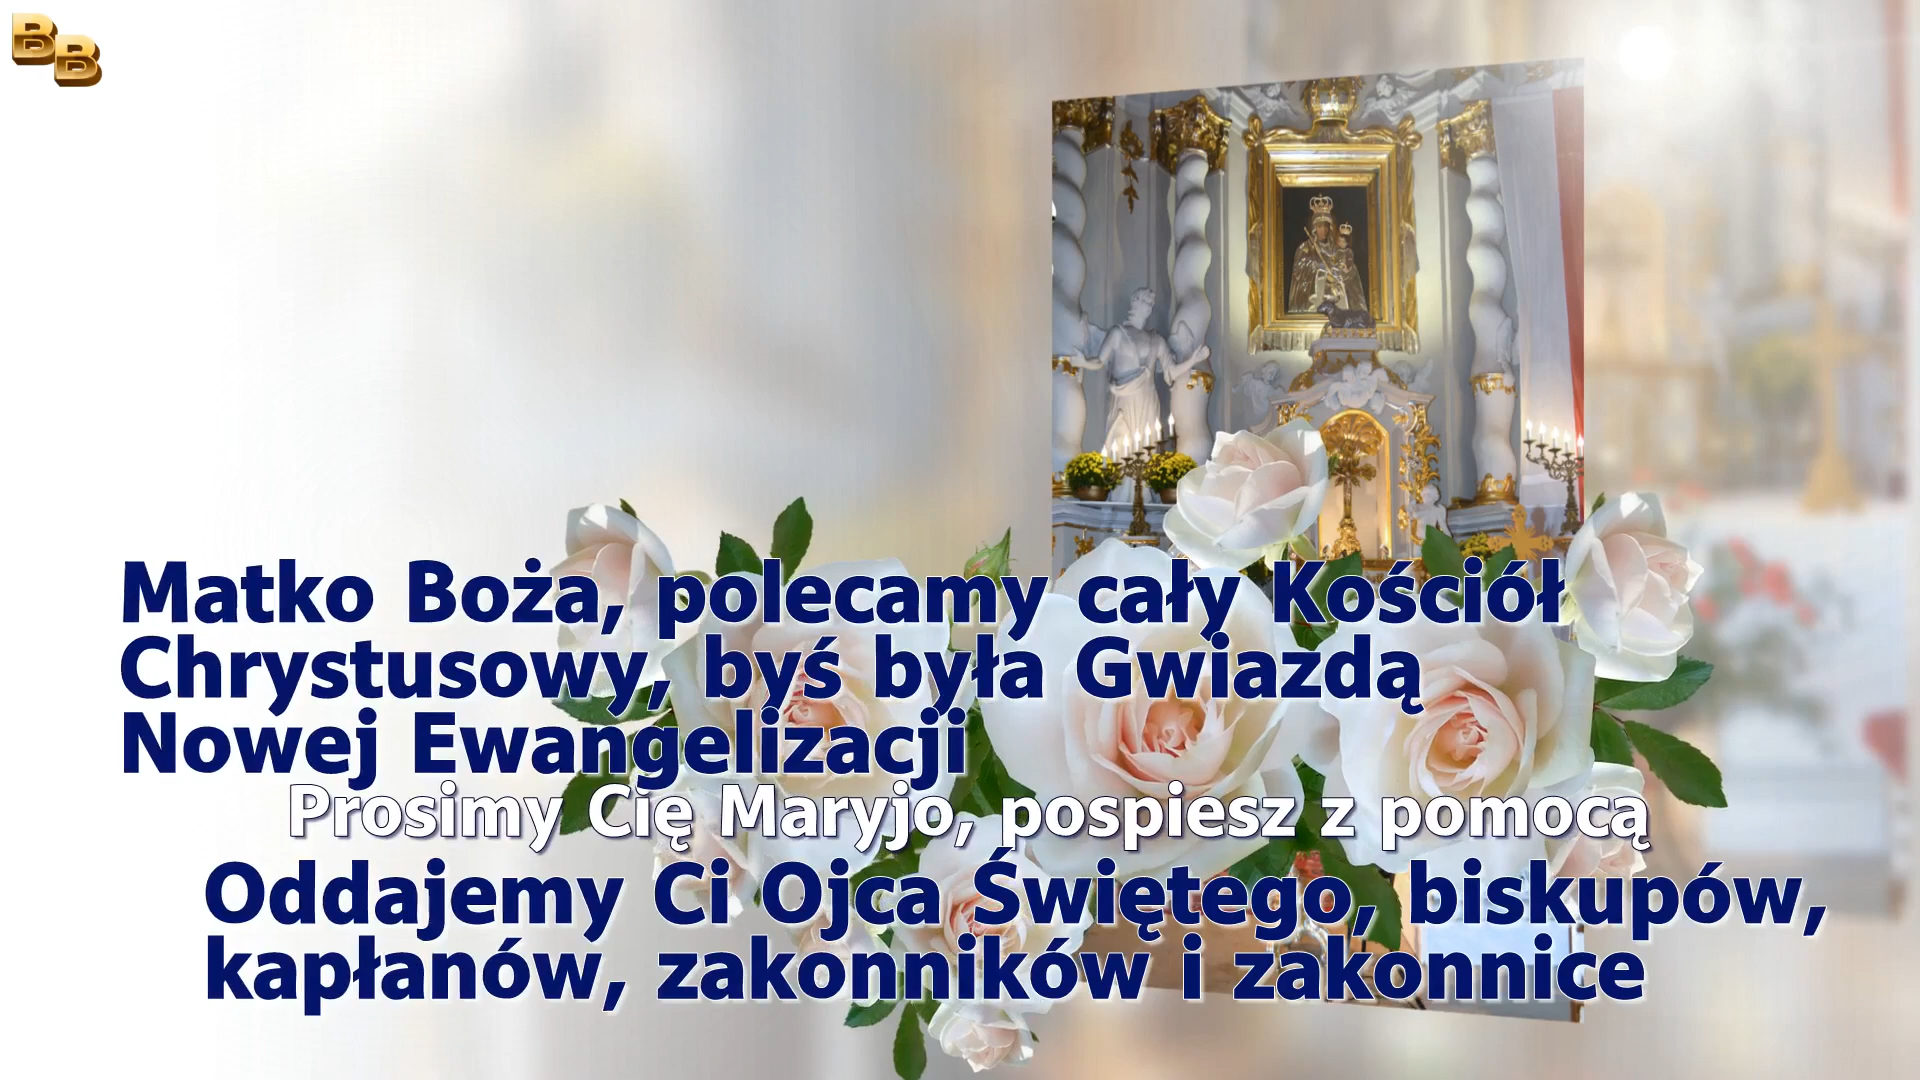 BB
Matko Boża, polecamy cały Kościół
Chrystusowy, byś była Gwiazdą
Nowej Ewangelizacji
Prosimy Cię Maryjo, pospiesz z pomocą
Oddajemy Ci Ojca Świętego, biskupów,
kapłanów, zakonników i zakonnice